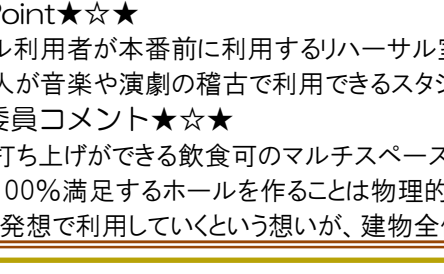 Point★☆★
ル利用者が本番前に利用するリハーサル
人が音楽や演劇の稽古で利用できるスタ
委員コメント★☆★
打ち上げができる飲食可のマルチスペース
00％満足するホールを作ることは物理的
発想で利用していくという想いが、建物全